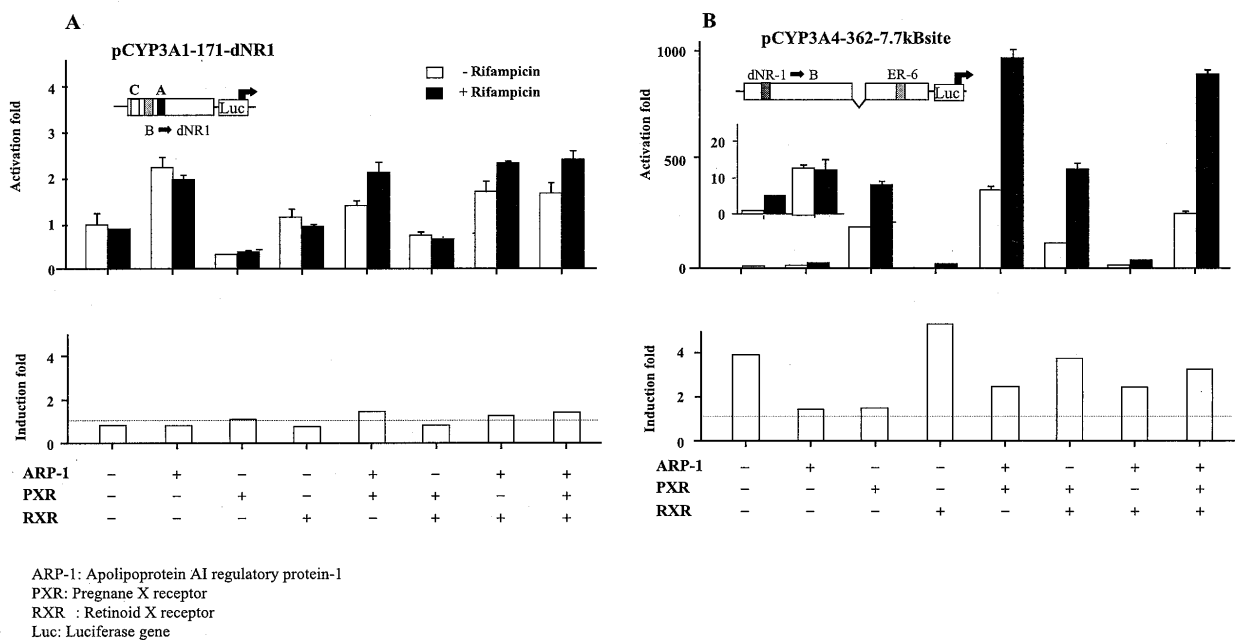 A
pCYP3A1-171-dNR1
Activation fold
4
3
2
1
0
C A
Luc
B ➡ dNR1
- Rifampicin
+ Rifampicin
Induction fold
4
2
0
ARP-1 – + – – + – + +
PXR – – + – + + – +
RXR – – – + – + + +
B
pCYP3A4-362-7.7kBsite
Activation fold
1000
500
0
dNR-1 ➡ B ER-6
Luc
20
10
0
Induction fold
4
2
0
ARP-1 – + – – + – + +
PXR – – + – + + – +
RXR – – – + – + + +
ARP-1: Apolipoprotein AI regulatory protein-1
PXR: Pregnane X receptor
RXR : Retinoid X receptor
Luc: Luciferase gene